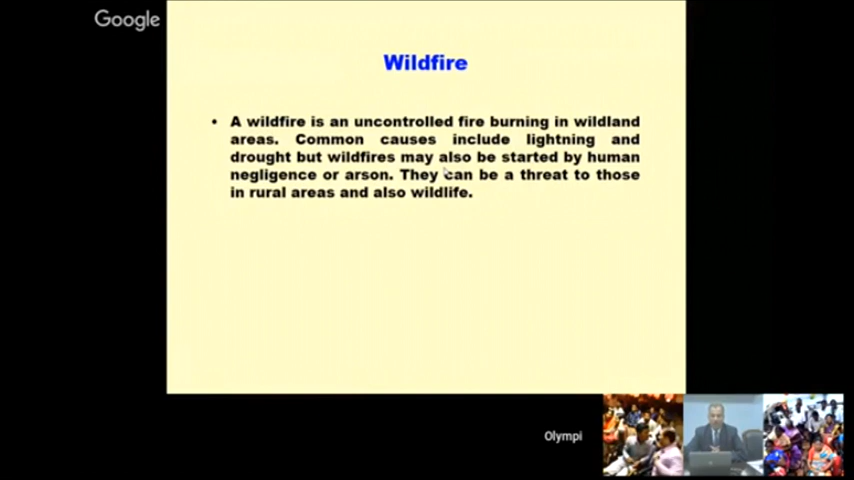 Google
Wildfire
• A wildfire is an uncontrolled fire burning in wildland
areas. Common causes include lightning and
drought but wildfires may also be started by human
negligence or arson. They can be a threat to those
in rural areas and also wildlife.
Olympi